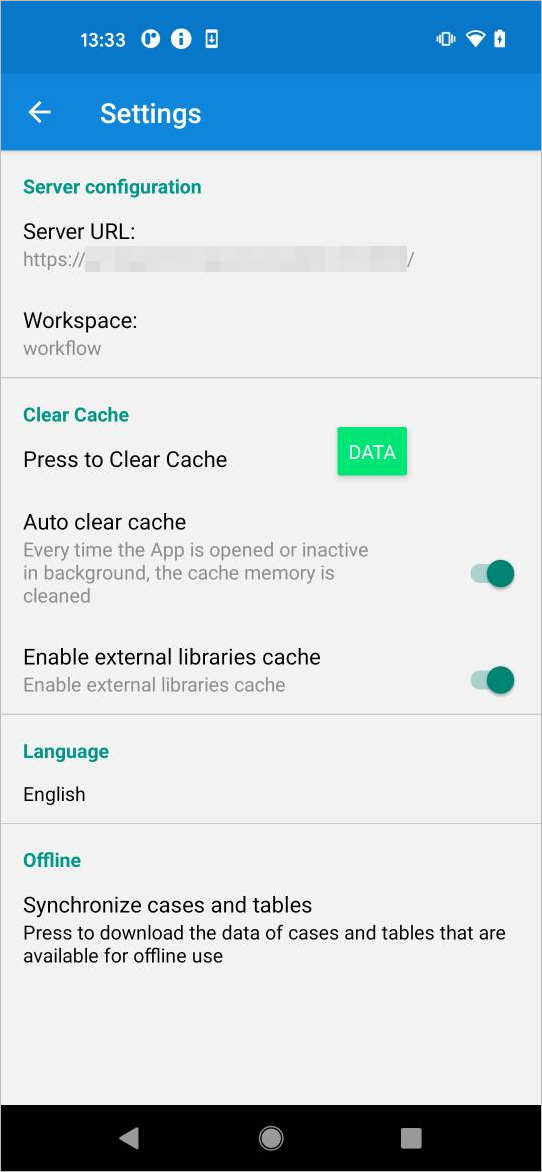 13:33
Settings
Server configuration
Server URL:
https:// /
Workspace:
workflow
Clear Cache
Press to Clear Cache
DATA
Auto clear cache
Every time the App is opened or inactive
in background, the cache memory is
cleaned
Enable external libraries cache
Enable external libraries cache
Language
English
Offline
Synchronize cases and tables
Press to download the data of cases and tables that are
available for offline use